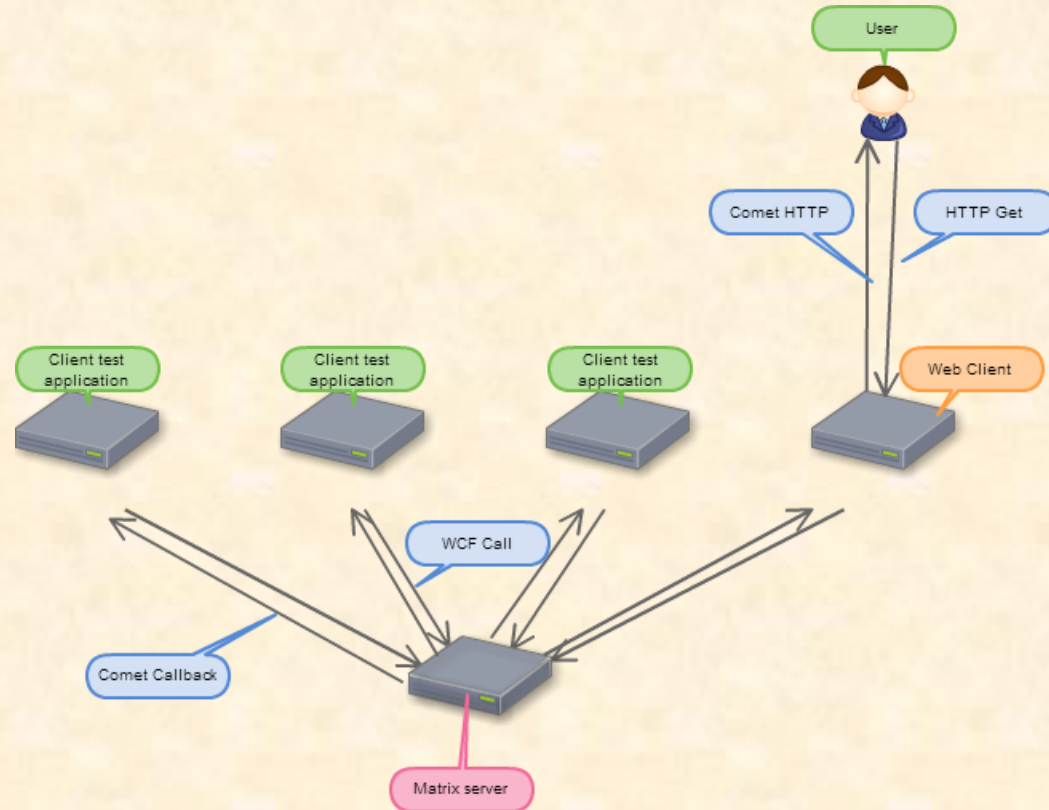 User
Comet HTTP
HTTP Get
Client test
application
Client test
application
Client test
application
Web Client
WCF Call
Comet Callback
Matrix server